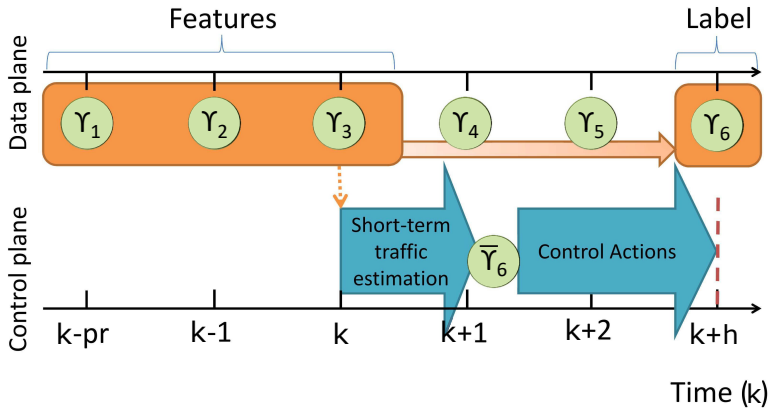 Features
Label
Data plane
ϒ1
ϒ2
ϒ3
ϒ4
ϒ5
ϒ6
Control plane
Short-term
traffic
estimation
ϒ̅6
Control Actions
k-pr
k-1
k
k+1
k+2
k+h
Time (k)